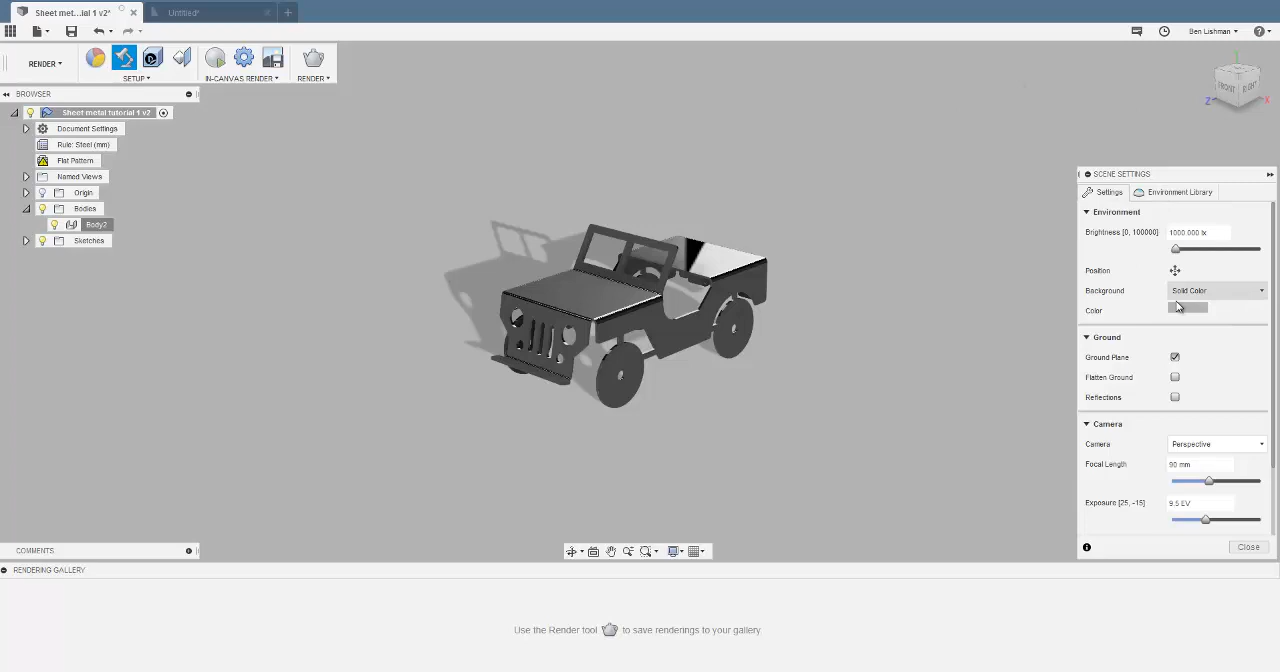 Sheet met...ial 1 v2*
Untitled*
Ben Lishman
RENDER
SETUP
IN-CANVAS RENDER
RENDER
BROWSER
Sheet metal tutorial 1 v2
Document Settings
Rule: Steel (mm)
Flat Pattern
Named Views
Origin
Bodies
Body2
Sketches
FRONT
RIGHT
Z
X
SCENE SETTINGS
Settings
Environment Library
Environment
Brightness [0, 100000]
1000.000 lx
Position
Background
Solid Color
Color
Ground
Ground Plane
Flatten Ground
Reflections
Camera
Camera
Perspective
Focal Length
90 mm
Exposure [25, -15]
9.5 EV
Close
COMMENTS
RENDERING GALLERY
Use the Render tool to save renderings to your gallery